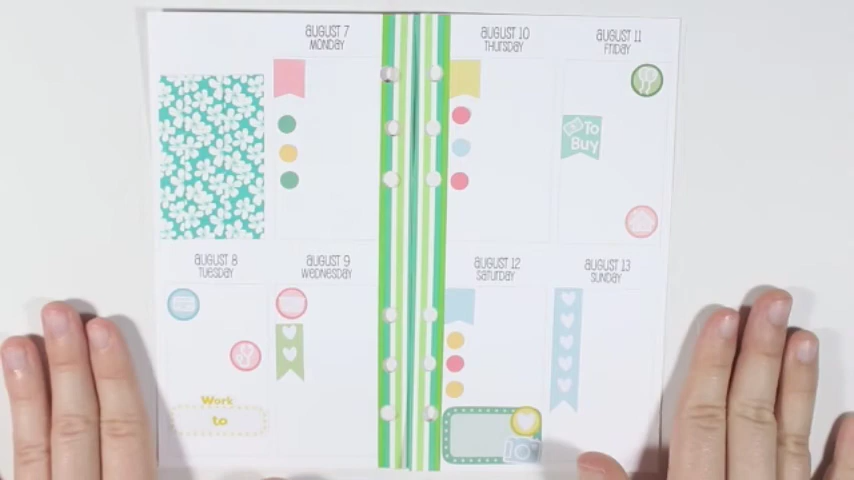 AUGUST 7
MONDAY
AUGUST 10
THURSDAY
AUGUST 11
FRIDAY
To
Buy
AUGUST 8
TUESDAY
AUGUST 9
WEDNESDAY
AUGUST 12
SATURDAY
AUGUST 13
SUNDAY
Work
to